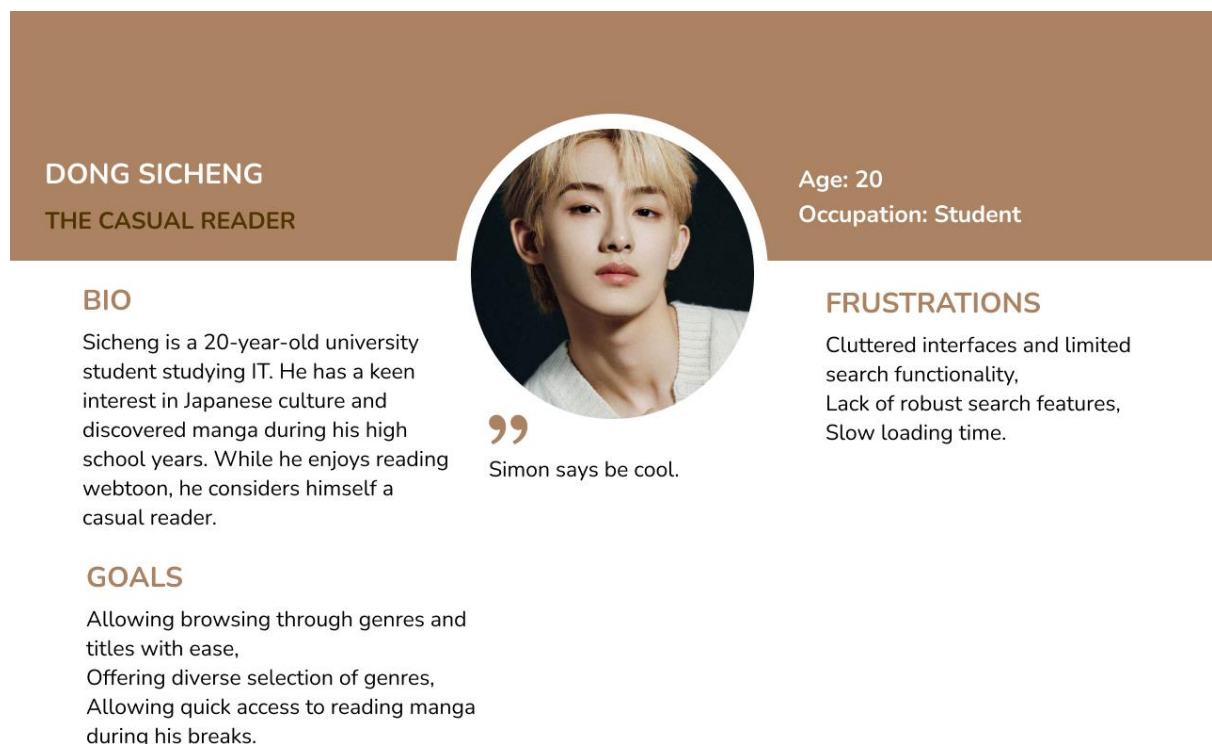 DONG SICHENG
THE CASUAL READER
Age: 20
Occupation: Student
BIO
Sicheng is a 20-year-old university
student studying IT. He has a keen
interest in Japanese culture and
discovered manga during his high
school years. While he enjoys reading
webtoon, he considers himself a
casual reader.
GOALS
Allowing browsing through genres and
titles with ease,
Offering diverse selection of genres,
Allowing quick access to reading manga
during his breaks.
”
Simon says be cool.
FRUSTRATIONS
Cluttered interfaces and limited
search functionality,
Lack of robust search features,
Slow loading time.